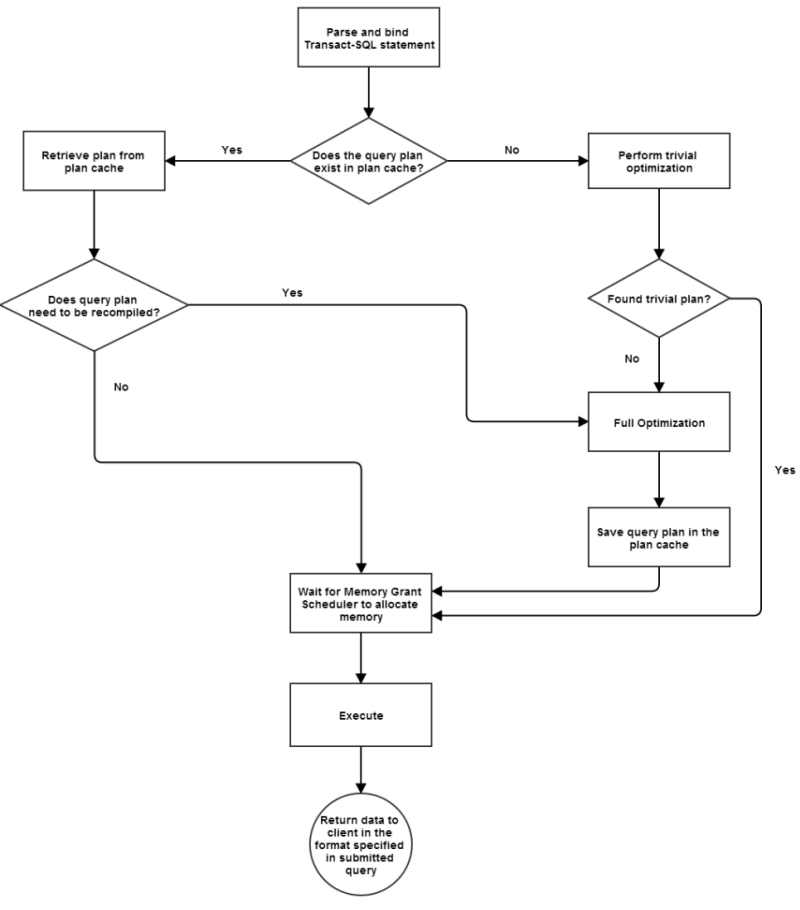 Parse and bind
Transact-SQL statement
Does the query plan
exist in plan cache?
Yes
No
Retrieve plan from
plan cache
Perform trivial
optimization
Does query plan
need to be recompiled?
Yes
No
Found trivial plan?
No
Yes
Full Optimization
Save query plan in the
plan cache
Wait for Memory Grant
Scheduler to allocate
memory
Execute
Return data to
client in the
format specified
in submitted
query